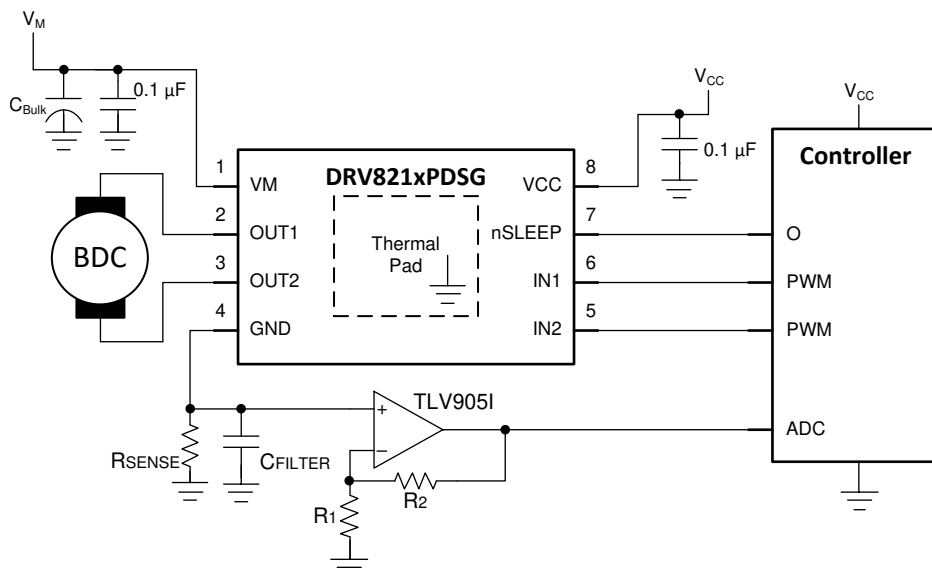 VM
CBulk
0.1 µF
VCC
0.1 µF
VCC
Controller
DRV821xPDSG
1
VM
2
OUT1
3
OUT2
4
GND
Thermal
Pad
8
VCC
7
nSLEEP
6
IN1
5
IN2
O
PWM
PWM
ADC
BDC
TLV905I
+
−
RSENSE
CFILTER
R1
R2